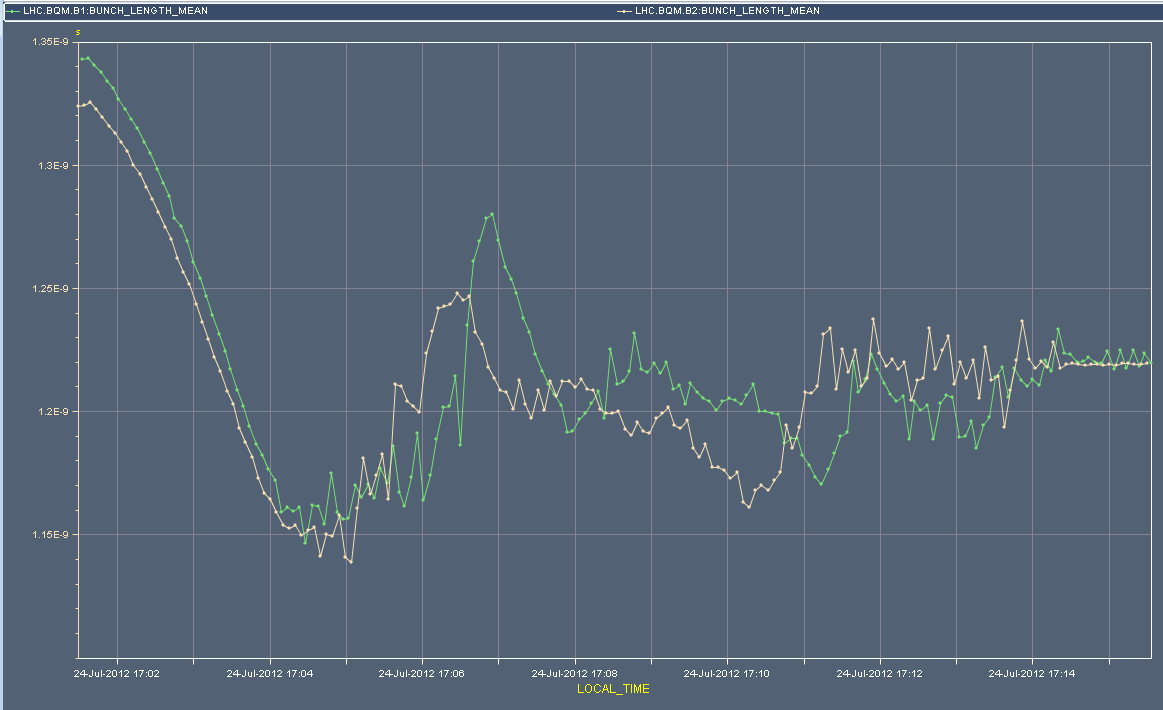 LHC.BQM.B1:BUNCH_LENGTH_MEAN LHC.BQM.B2:BUNCH_LENGTH_MEAN
s
1.35E-9
1.3E-9
1.25E-9
1.2E-9
1.15E-9
24-Jul-2012 17:02 24-Jul-2012 17:04 24-Jul-2012 17:06 24-Jul-2012 17:08 24-Jul-2012 17:10 24-Jul-2012 17:12 24-Jul-2012 17:14
LOCAL_TIME